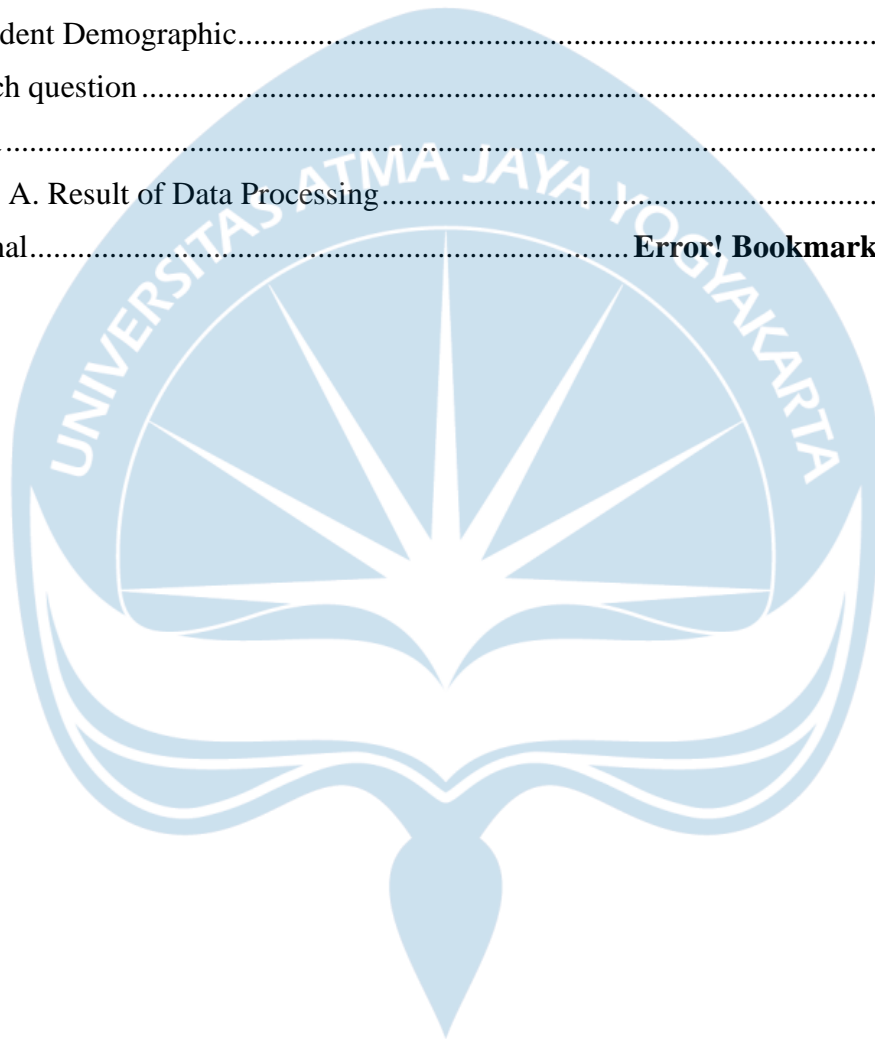 dent Demographic................................................................................
ch question............................................................................................
.............................................................................................................
A. Result of Data Processing..............................................................
nal........................................................................... Error! Bookmark
UNIVERSITAS ATMA JAYA YOGYAKARTA